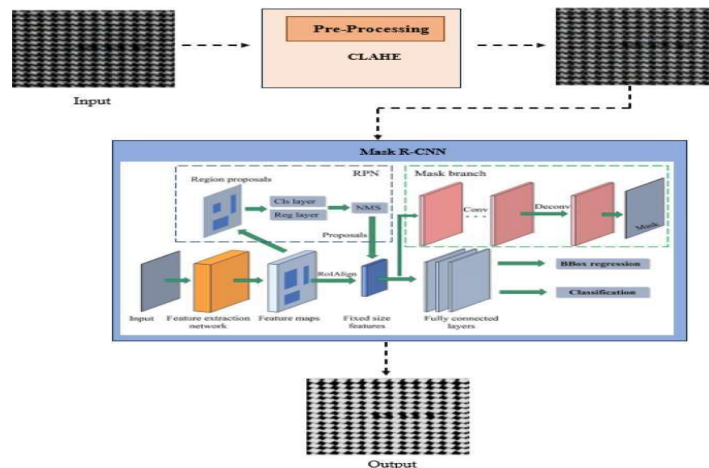 Pre-Processing
CLAHE
Input
Mask R-CNN
Region proposals
RPN
Cls layer
Reg layer
NMS
Proposals
Mask branch
Conv
Deconv
Mask
RoIAlign
BBox regression
Classification
Input
Feature extraction
network
Feature maps
Fixed size
features
Fully connected
layers
Output